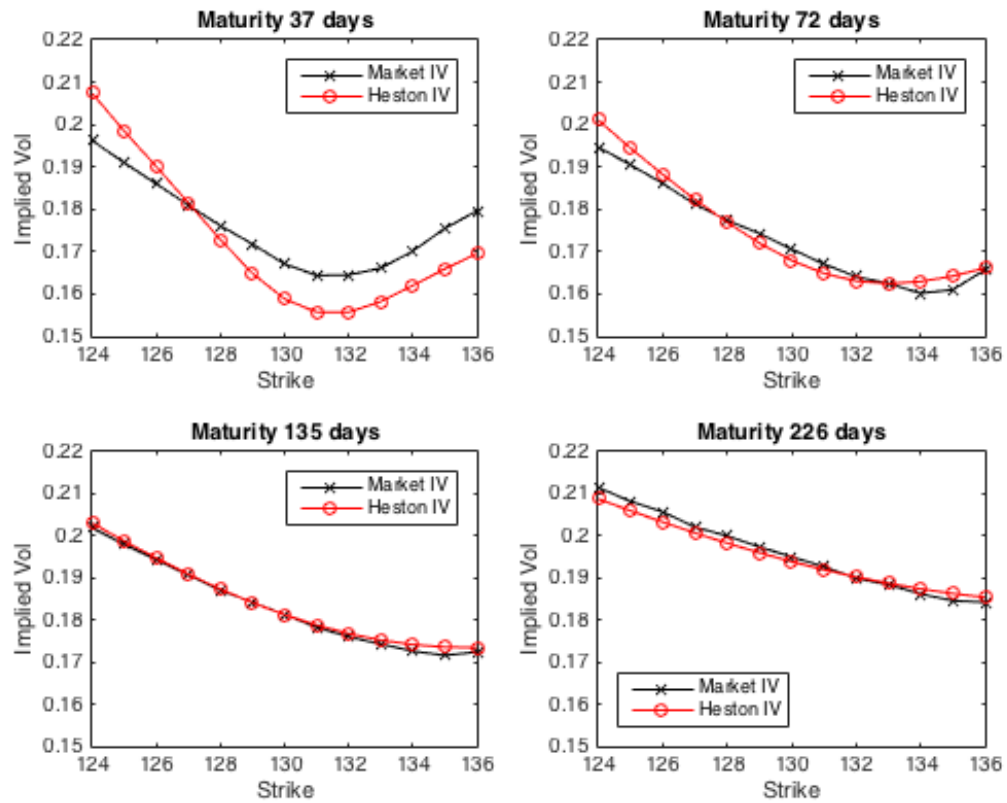 Maturity 37 days
0.22
0.21
0.2
0.19
0.18
0.17
0.16
0.15
Implied Vol
Market IV
Heston IV
124 126 128 130 132 134 136
Strike
Maturity 72 days
0.22
0.21
0.2
0.19
0.18
0.17
0.16
0.15
Implied Vol
Market IV
Heston IV
124 126 128 130 132 134 136
Strike
Maturity 135 days
0.22
0.21
0.2
0.19
0.18
0.17
0.16
0.15
Implied Vol
Market IV
Heston IV
124 126 128 130 132 134 136
Strike
Maturity 226 days
0.22
0.21
0.2
0.19
0.18
0.17
0.16
0.15
Implied Vol
Market IV
Heston IV
124 126 128 130 132 134 136
Strike